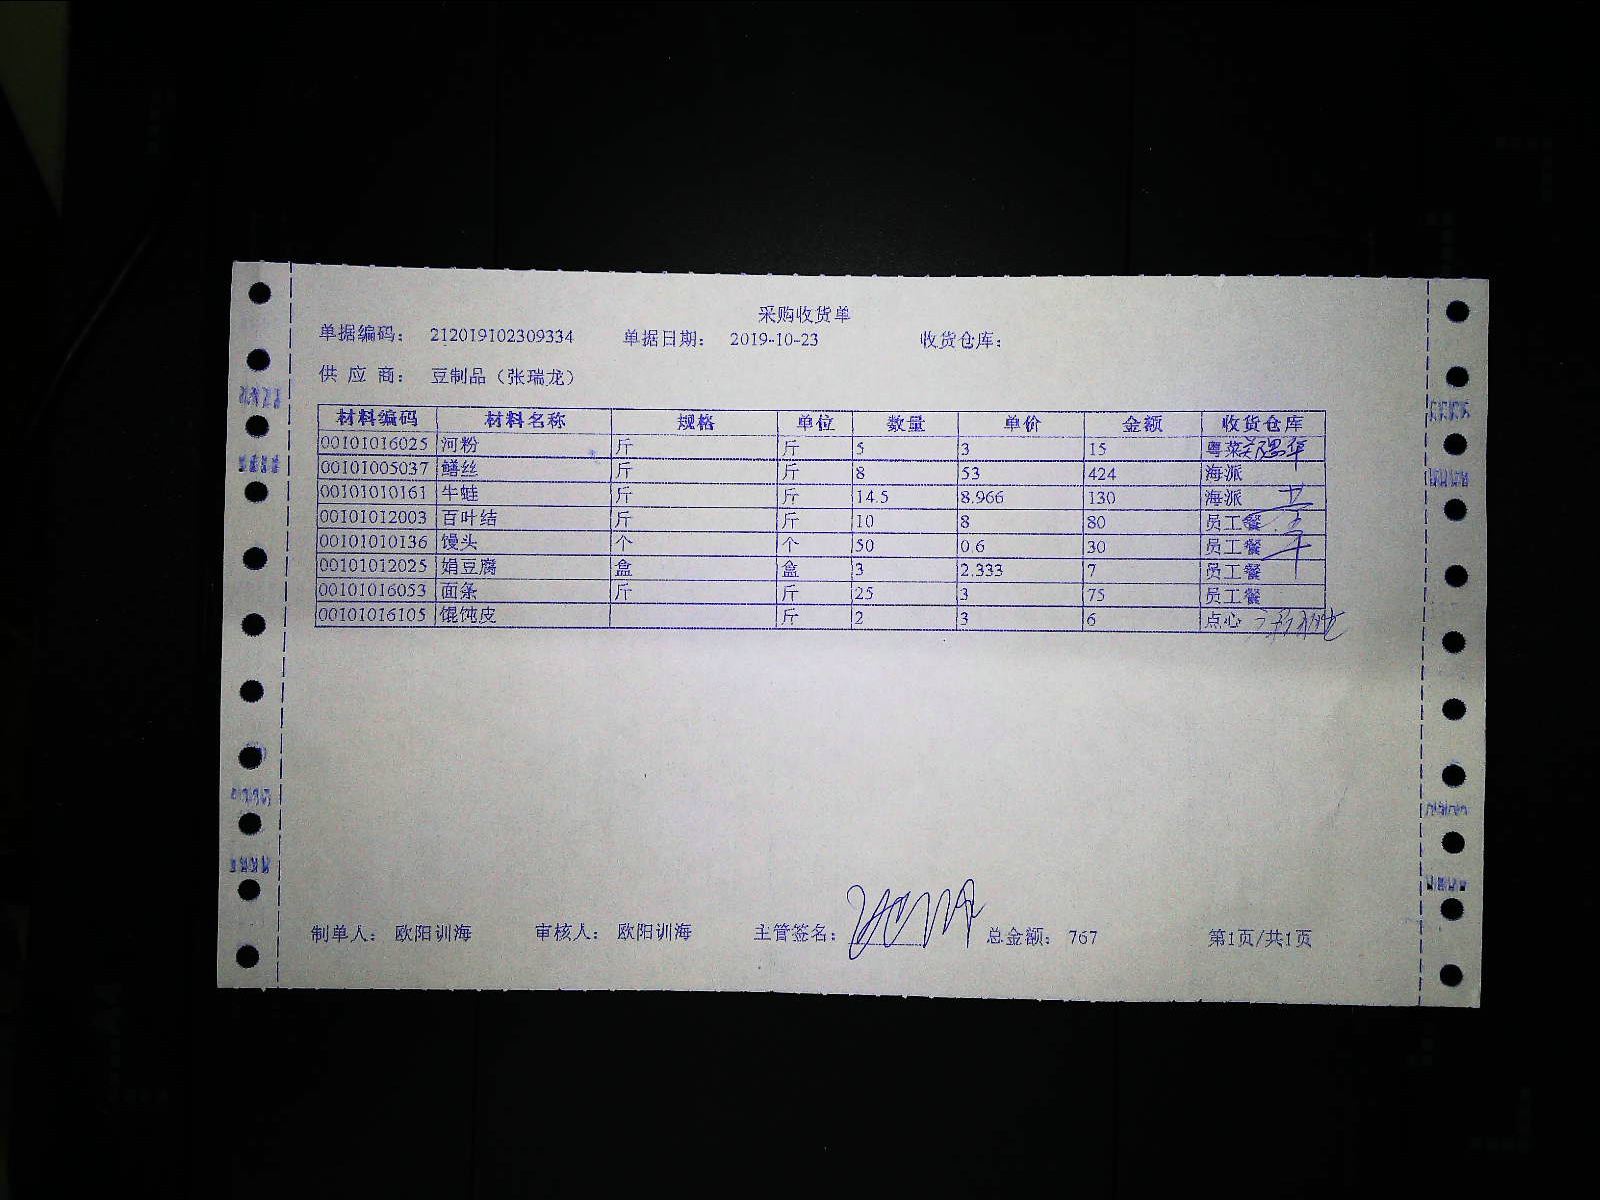 采购收货单
单据编码： 212019102309334 单据日期： 2019-10-23 收货仓库：
供 应 商： 豆制品（张瑞龙）
材料编码 材料名称 规格 单位 数量 单价 金额 收货仓库
00101016025 河粉 斤 斤 5 3 15 粤菜
00101005037 鳝丝 斤 斤 8 53 424 海派
00101010161 牛蛙 斤 斤 14.5 8.966 130 海派
00101012003 百叶结 斤 斤 10 8 80 员工餐
00101010136 馒头 个 个 50 0.6 30 员工餐
00101012025 娟豆腐 盒 盒 3 2.333 7 员工餐
00101016053 面条 斤 斤 25 3 75 员工餐
00101016105 馄饨皮 斤 2 3 6 点心
制单人： 欧阳训海 审核人： 欧阳训海 主管签名： 总金额： 767 第1页/共1页